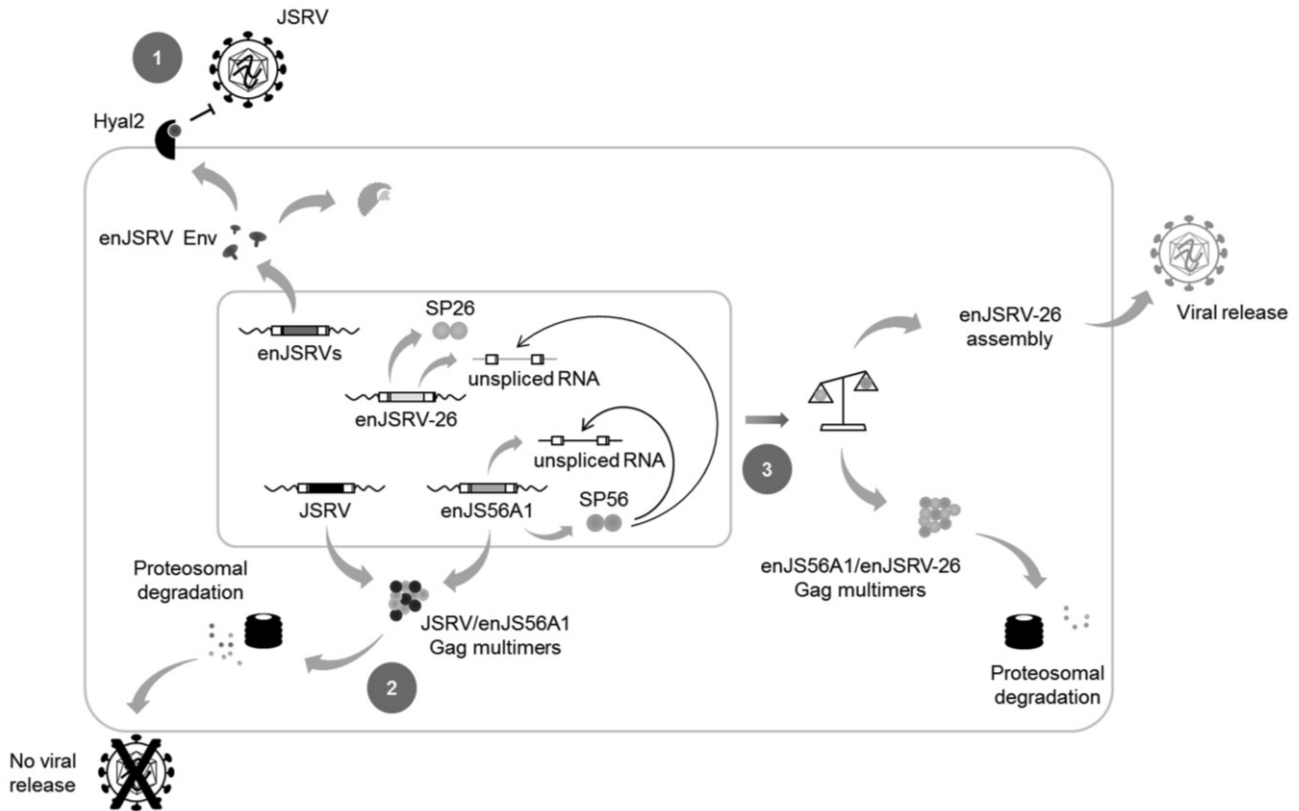 JSRV
1
Hyal2
enJSRV Env
enJSRVs
SP26
unspliced RNA
enJSRV-26
unspliced RNA
JSRV
enJS56A1
SP56
3
enJSRV-26
assembly
Viral release
enJS56A1/enJSRV-26
Gag multimers
Proteosomal
degradation
Proteosomal
degradation
JSRV/enJS56A1
Gag multimers
2
No viral
release